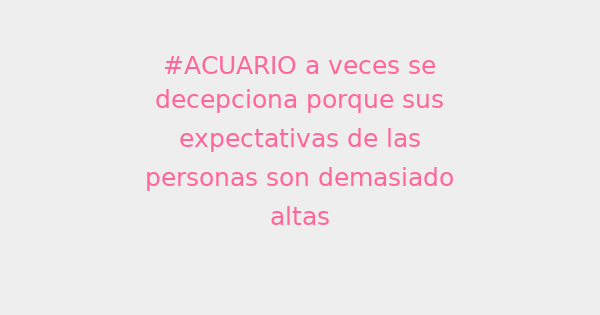 #ACUARIO a veces se
decepciona porque sus
expectativas de las
personas son demasiado
altas